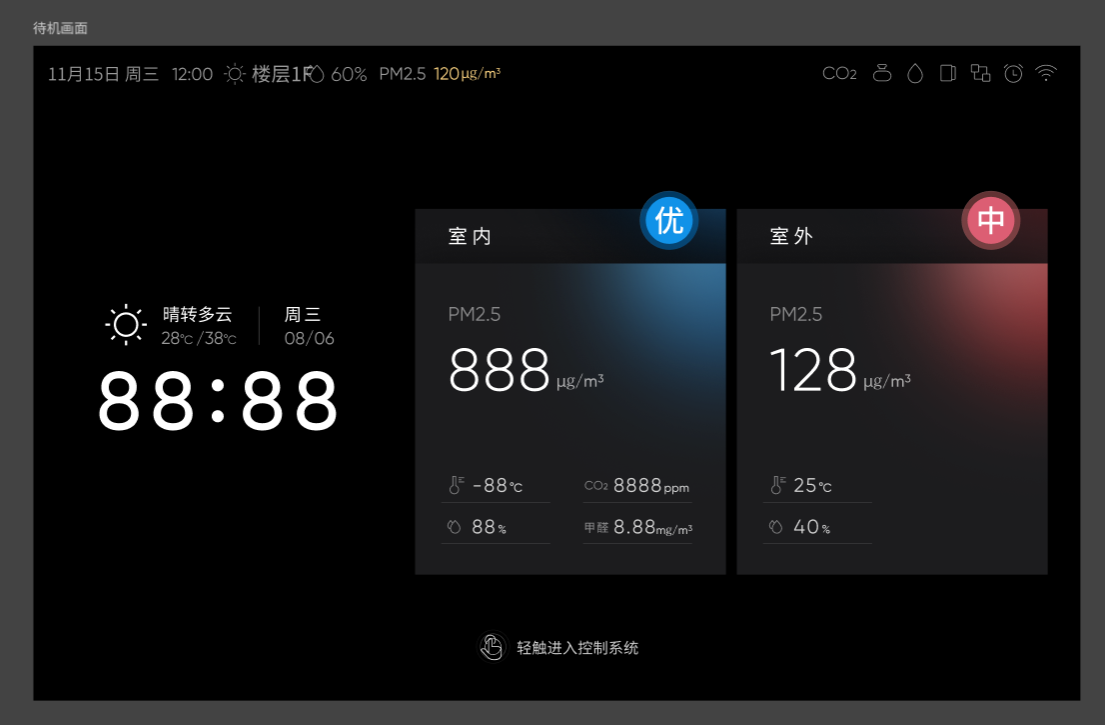 待机画面
11月15日 周三 12:00 楼层1F 60% PM2.5 120μg/m³ CO2
优 中
室内 室外
PM2.5 PM2.5
晴转多云 周三
28℃/38℃ 08/06
888 μg/m³ 128 μg/m³
88:88
-88℃ CO2 8888ppm 25℃
88% 甲醛 8.88mg/m³ 40%
轻触进入控制系统